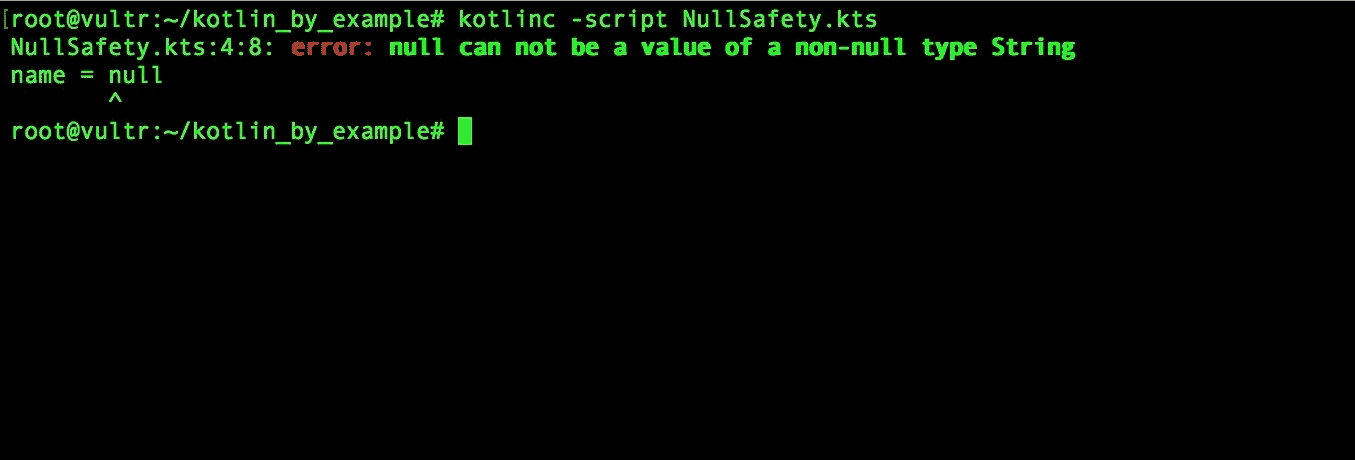 [root@vultr:~/kotlin_by_example# kotlinc -script NullSafety.kts
NullSafety.kts:4:8: error: null can not be a value of a non-null type String
name = null
       ^
root@vultr:~/kotlin_by_example#